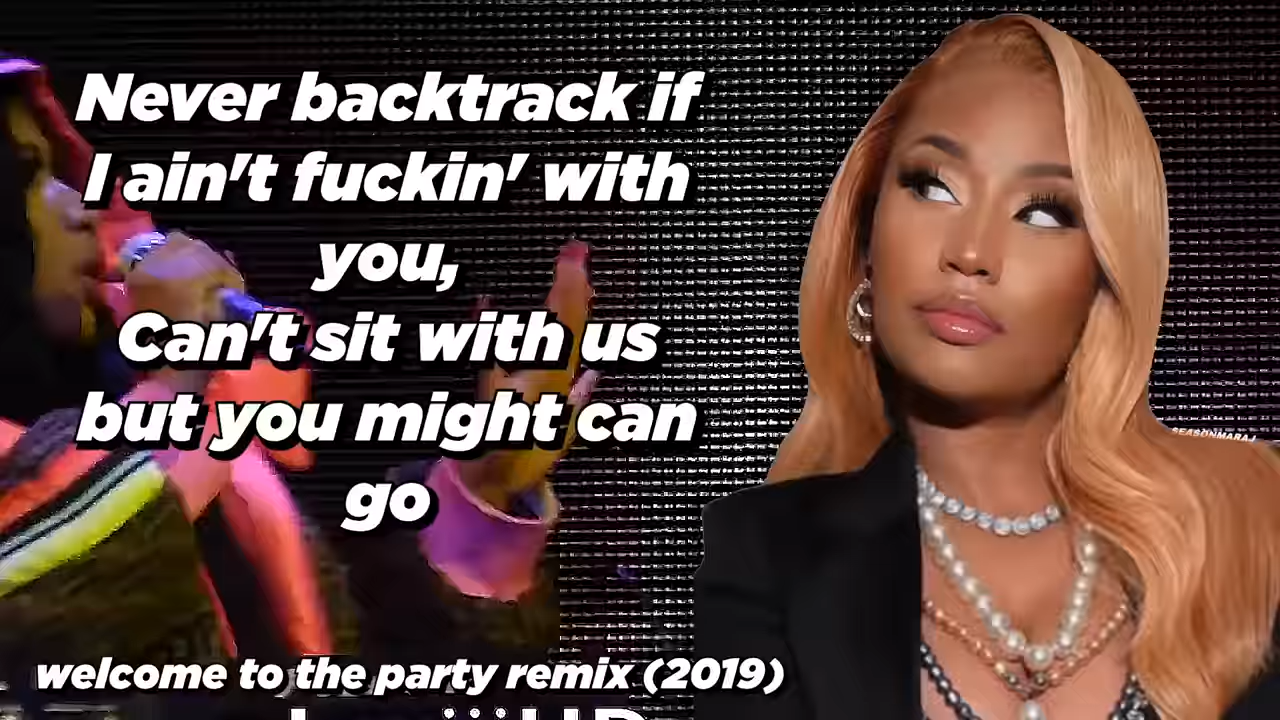 Never backtrack if
I ain't fuckin' with
you,
Can't sit with us
but you might can
go
SEASONMARAJ
welcome to the party remix (2019)